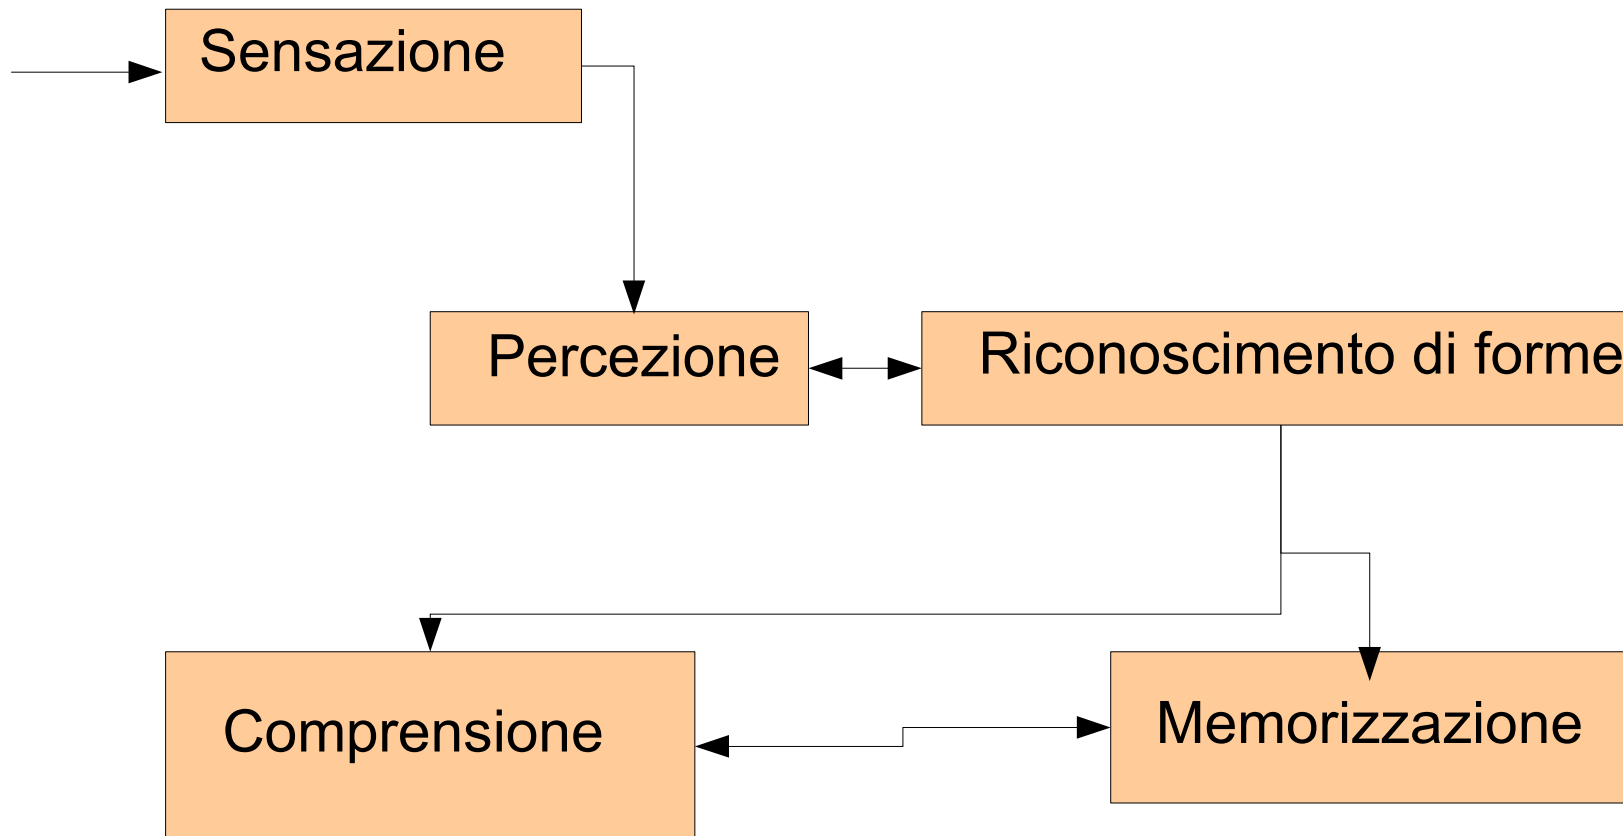 Sensazione
Percezione
Riconoscimento di forme
Comprensione
Memorizzazione